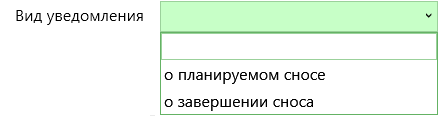 Вид уведомления
о планируемом сносе
о завершении сноса